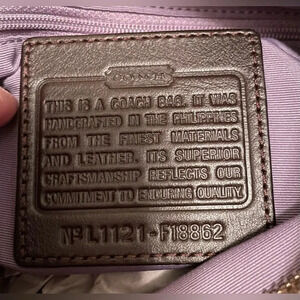 COACH
THIS IS A COACH BAG. IT WAS
HANDCRAFTED IN THE PHILIPPINES
FROM THE FINEST MATERIALS
AND LEATHER. ITS SUPERIOR
CRAFTSMANSHIP REFLECTS OUR
COMMITMENT TO ENDURING QUALITY.
Nº L1121-F18862